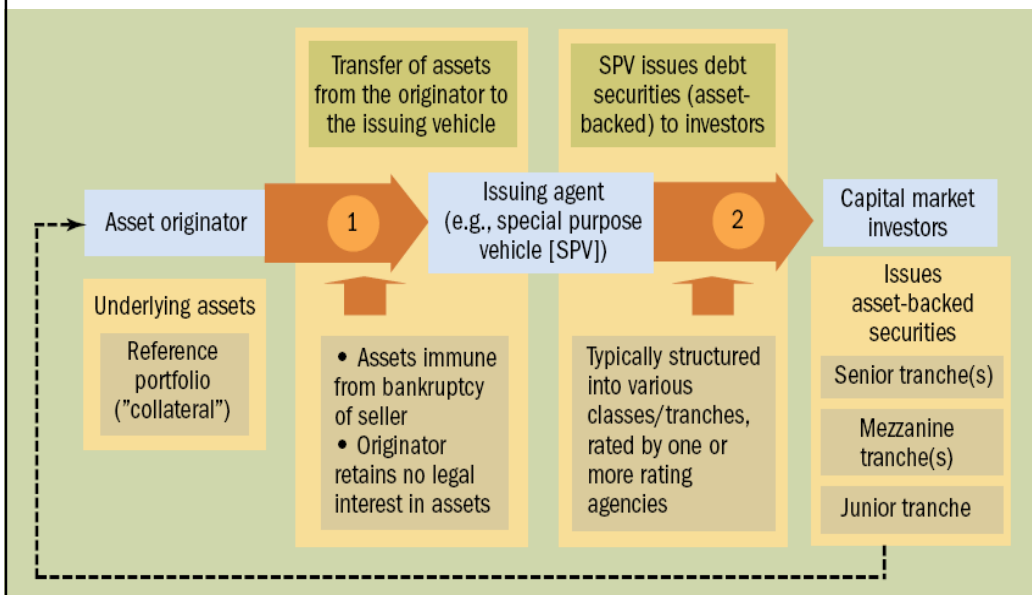 Transfer of assets
from the originator to
the issuing vehicle
SPV issues debt
securities (asset-
backed) to investors
Asset originator
1
Issuing agent
(e.g., special purpose
vehicle [SPV])
2
Capital market
investors
Underlying assets
Reference
portfolio
(”collateral”)
• Assets immune
from bankruptcy
of seller
• Originator
retains no legal
interest in assets
Typically structured
into various
classes/tranches,
rated by one or
more rating
agencies
Issues
asset-backed
securities
Senior tranche(s)
Mezzanine
tranche(s)
Junior tranche